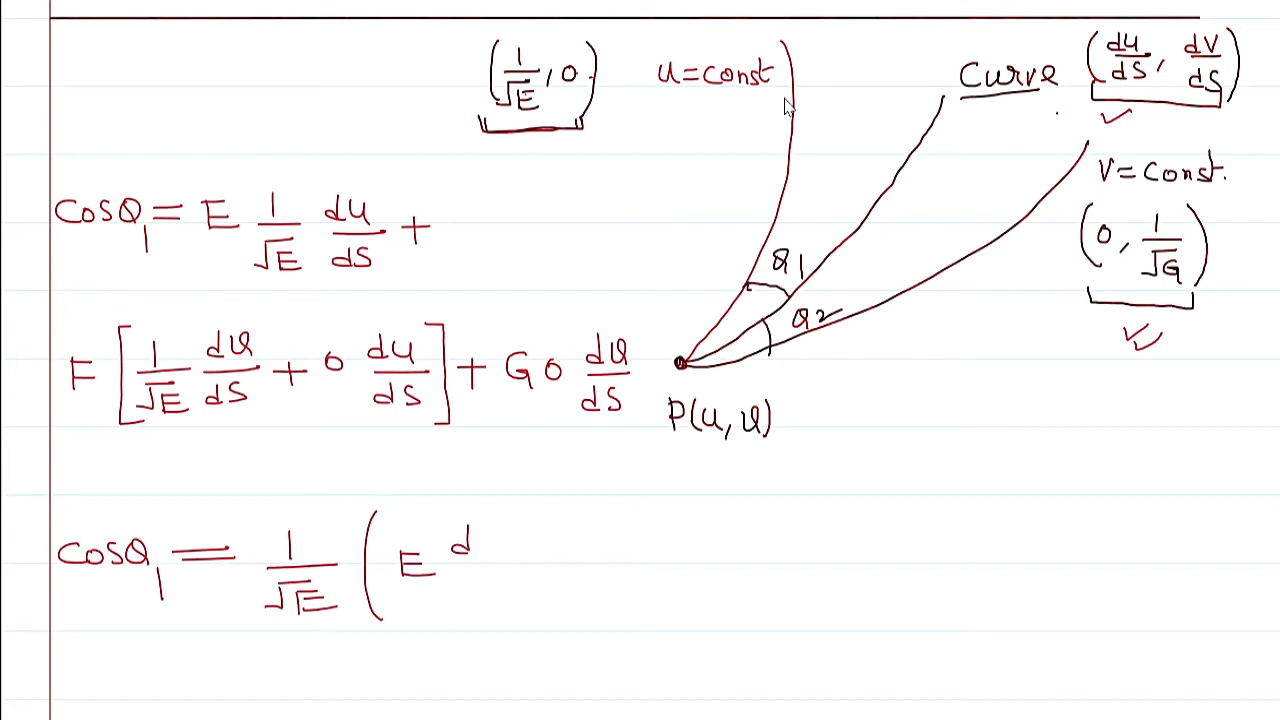 (1/√E, 0) u=const Curve (du/dS, dV/dS)
V=Const.
(0, 1/√G)
Cosθ1 = E 1/√E du/dS +
θ1
θ2
F [1/√E dv/dS + 0 du/dS] + G 0 dv/dS
P(u, v)
Cosθ1 = 1/√E ( E d